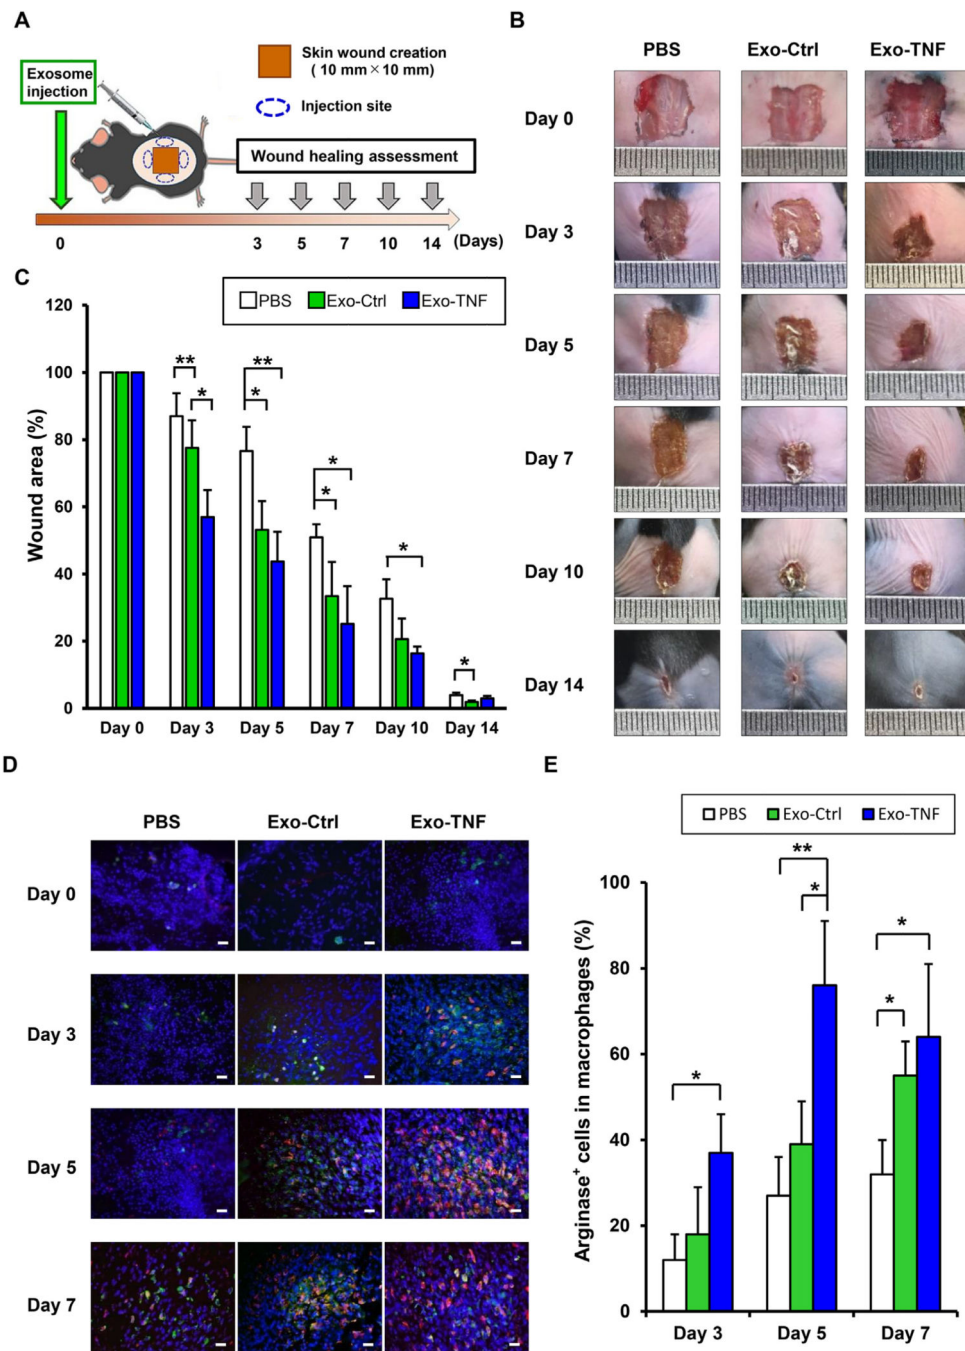 A
Exosome
injection
Skin wound creation
( 10 mm × 10 mm)
Injection site
Wound healing assessment
0 3 5 7 10 14 (Days)
B
PBS Exo-Ctrl Exo-TNF
Day 0
Day 3
Day 5
Day 7
Day 10
Day 14
C
PBS Exo-Ctrl Exo-TNF
Wound area (%)
120
100
80
60
40
20
0
** * ** * * * * *
Day 0 Day 3 Day 5 Day 7 Day 10 Day 14
D
PBS Exo-Ctrl Exo-TNF
Day 0
Day 3
Day 5
Day 7
E
PBS Exo-Ctrl Exo-TNF
Arginase+ cells in macrophages (%)
100
80
60
40
20
0
* ** * * *
Day 3 Day 5 Day 7